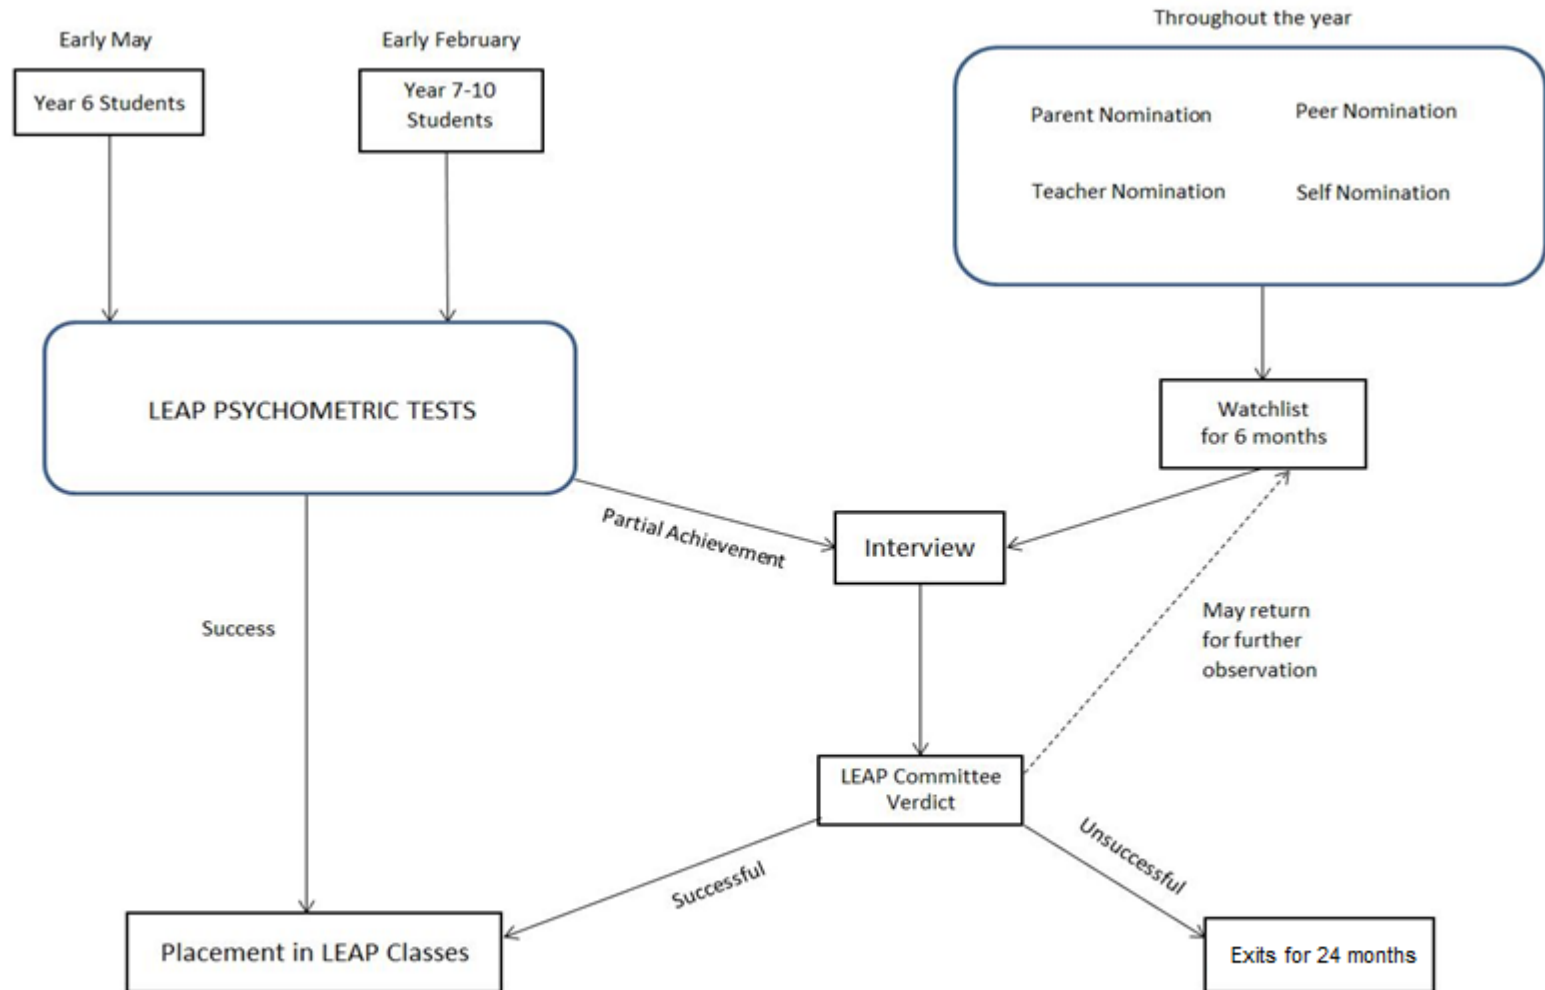 Throughout the year
Early May
Early February
Year 6 Students
Year 7-10
Students
Parent Nomination
Peer Nomination
Teacher Nomination
Self Nomination
LEAP PSYCHOMETRIC TESTS
Watchlist
for 6 months
Partial Achievement
Interview
Success
May return
for further
observation
LEAP Committee
Verdict
Successful
Unsuccessful
Placement in LEAP Classes
Exits for 24 months